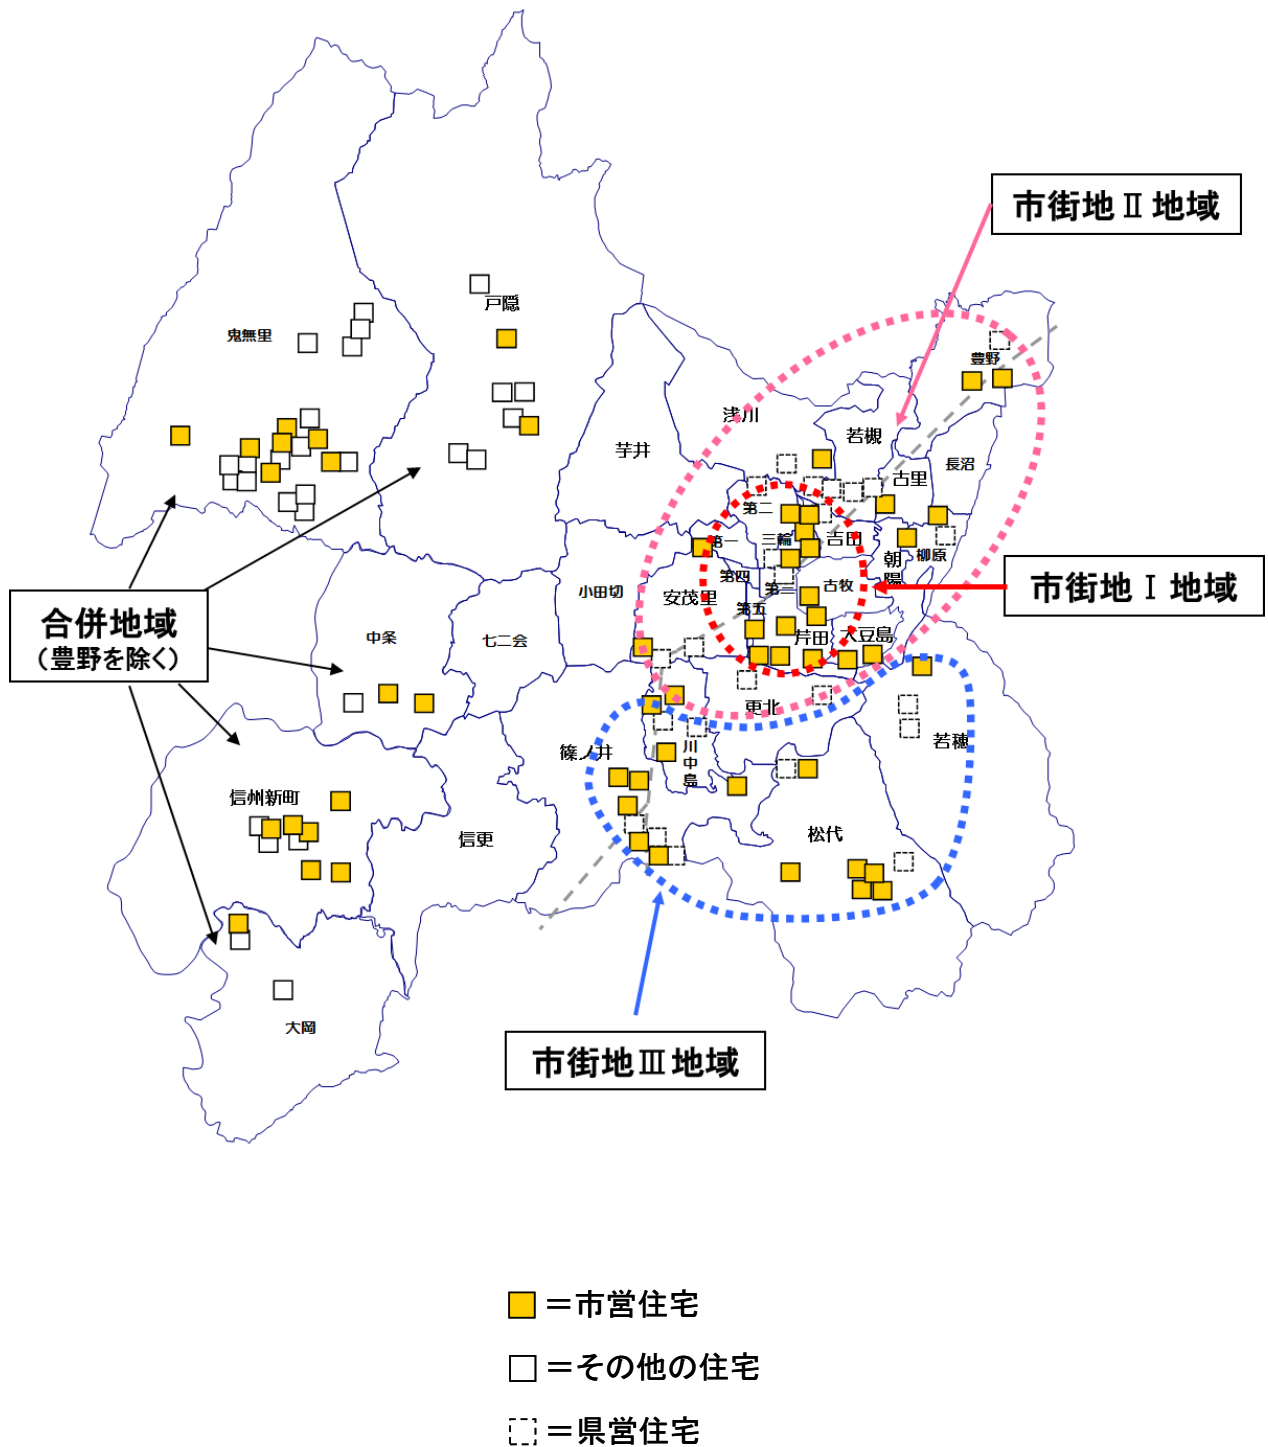 市街地Ⅱ地域
戸隠
鬼無里
豊野
浅川
若槻
芋井
長沼
古里
第二
第一
三輪
吉田
朝陽
柳原
第四
第三
古牧
市街地Ⅰ地域
小田切
安茂里
第五
合併地域
（豊野を除く）
中条
七二会
芹田
大豆島
更北
若穂
篠ノ井
川中島
信州新町
信更
松代
大岡
市街地Ⅲ地域
＝市営住宅
＝その他の住宅
＝県営住宅